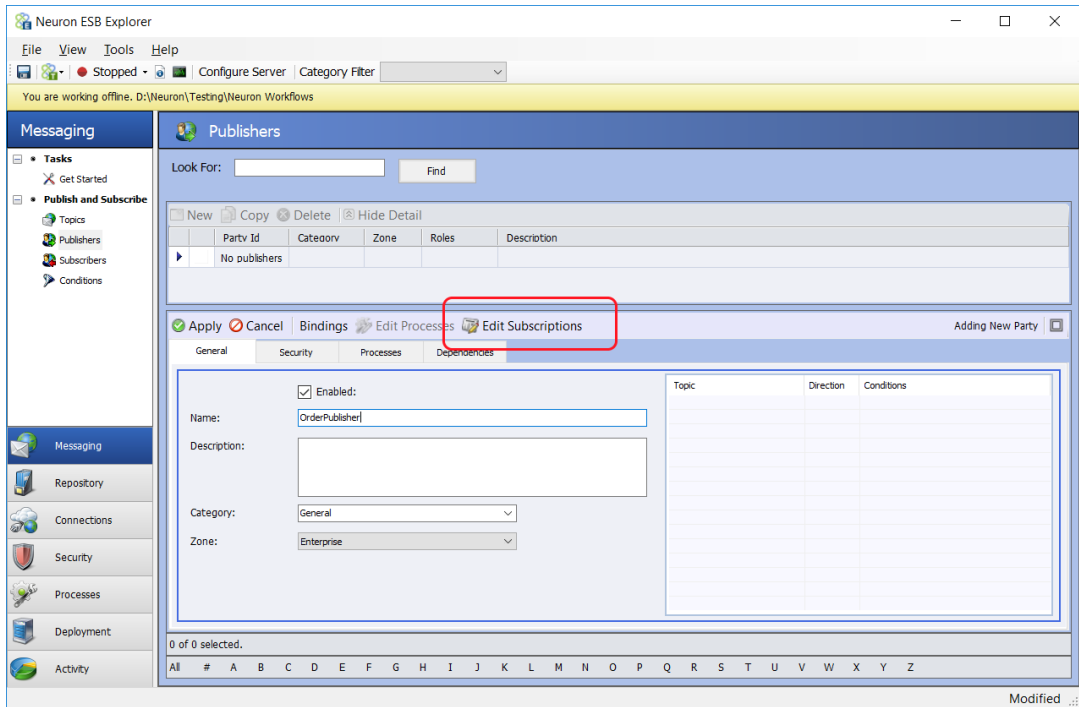 Neuron ESB Explorer
File View Tools Help
Stopped Configure Server Category Filter
You are working offline. D:\Neuron\Testing\Neuron Workflows
Messaging
Tasks
Get Started
Publish and Subscribe
Topics
Publishers
Subscribers
Conditions
Messaging
Repository
Connections
Security
Processes
Deployment
Activity
Publishers
Look For: Find
New Copy Delete Hide Detail
Party Id Category Zone Roles Description
No publishers
Apply Cancel Bindings Edit Processes Edit Subscriptions Adding New Party
General Security Processes Dependencies
Enabled:
Name: OrderPublisher
Description:
Category: General
Zone: Enterprise
Topic Direction Conditions
0 of 0 selected.
All # A B C D E F G H I J K L M N O P Q R S T U V W X Y Z
Modified